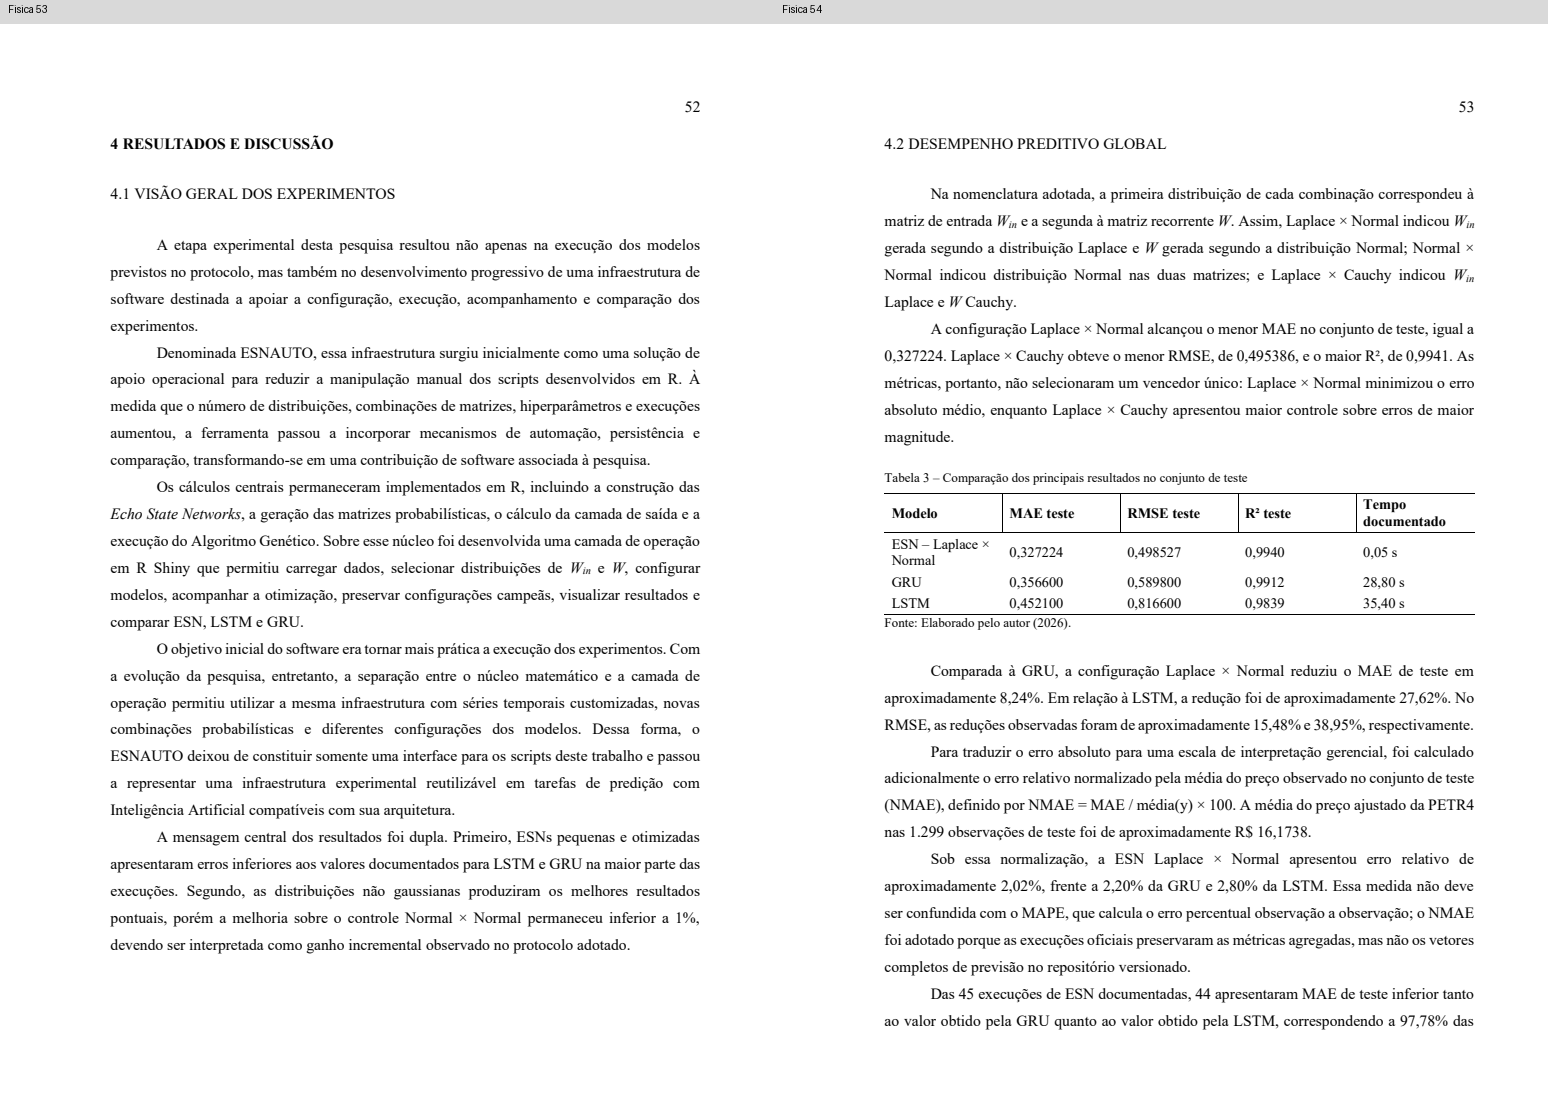 Fisica 53
52
4 RESULTADOS E DISCUSSÃO
4.1 VISÃO GERAL DOS EXPERIMENTOS
A etapa experimental desta pesquisa resultou não apenas na execução dos modelos
previstos no protocolo, mas também no desenvolvimento progressivo de uma infraestrutura de
software destinada a apoiar a configuração, execução, acompanhamento e comparação dos
experimentos.
Denominada ESNAUTO, essa infraestrutura surgiu inicialmente como uma solução de
apoio operacional para reduzir a manipulação manual dos scripts desenvolvidos em R. À
medida que o número de distribuições, combinações de matrizes, hiperparâmetros e execuções
aumentou, a ferramenta passou a incorporar mecanismos de automação, persistência e
comparação, transformando-se em uma contribuição de software associada à pesquisa.
Os cálculos centrais permaneceram implementados em R, incluindo a construção das
Echo State Networks, a geração das matrizes probabilísticas, o cálculo da camada de saída e a
execução do Algoritmo Genético. Sobre esse núcleo foi desenvolvida uma camada de operação
em R Shiny que permitiu carregar dados, selecionar distribuições de Win e W, configurar
modelos, acompanhar a otimização, preservar configurações campeãs, visualizar resultados e
comparar ESN, LSTM e GRU.
O objetivo inicial do software era tornar mais prática a execução dos experimentos. Com
a evolução da pesquisa, entretanto, a separação entre o núcleo matemático e a camada de
operação permitiu utilizar a mesma infraestrutura com séries temporais customizadas, novas
combinações probabilísticas e diferentes configurações dos modelos. Dessa forma, o
ESNAUTO deixou de constituir somente uma interface para os scripts deste trabalho e passou
a representar uma infraestrutura experimental reutilizável em tarefas de predição com
Inteligência Artificial compatíveis com sua arquitetura.
A mensagem central dos resultados foi dupla. Primeiro, ESNs pequenas e otimizadas
apresentaram erros inferiores aos valores documentados para LSTM e GRU na maior parte das
execuções. Segundo, as distribuições não gaussianas produziram os melhores resultados
pontuais, porém a melhoria sobre o controle Normal × Normal permaneceu inferior a 1%,
devendo ser interpretada como ganho incremental observado no protocolo adotado.
Fisica 54
53
4.2 DESEMPENHO PREDITIVO GLOBAL
Na nomenclatura adotada, a primeira distribuição de cada combinação correspondeu à
matriz de entrada Win e a segunda à matriz recorrente W. Assim, Laplace × Normal indicou Win
gerada segundo a distribuição Laplace e W gerada segundo a distribuição Normal; Normal ×
Normal indicou distribuição Normal nas duas matrizes; e Laplace × Cauchy indicou Win
Laplace e W Cauchy.
A configuração Laplace × Normal alcançou o menor MAE no conjunto de teste, igual a
0,327224. Laplace × Cauchy obteve o menor RMSE, de 0,495386, e o maior R², de 0,9941. As
métricas, portanto, não selecionaram um vencedor único: Laplace × Normal minimizou o erro
absoluto médio, enquanto Laplace × Cauchy apresentou maior controle sobre erros de maior
magnitude.
Tabela 3 – Comparação dos principais resultados no conjunto de teste
Modelo MAE teste RMSE teste R² teste Tempo documentado
ESN – Laplace × Normal 0,327224 0,498527 0,9940 0,05 s
GRU 0,356600 0,589800 0,9912 28,80 s
LSTM 0,452100 0,816600 0,9839 35,40 s
Fonte: Elaborado pelo autor (2026).
Comparada à GRU, a configuração Laplace × Normal reduziu o MAE de teste em
aproximadamente 8,24%. Em relação à LSTM, a redução foi de aproximadamente 27,62%. No
RMSE, as reduções observadas foram de aproximadamente 15,48% e 38,95%, respectivamente.
Para traduzir o erro absoluto para uma escala de interpretação gerencial, foi calculado
adicionalmente o erro relativo normalizado pela média do preço observado no conjunto de teste
(NMAE), definido por NMAE = MAE / média(y) × 100. A média do preço ajustado da PETR4
nas 1.299 observações de teste foi de aproximadamente R$ 16,1738.
Sob essa normalização, a ESN Laplace × Normal apresentou erro relativo de
aproximadamente 2,02%, frente a 2,20% da GRU e 2,80% da LSTM. Essa medida não deve
ser confundida com o MAPE, que calcula o erro percentual observação a observação; o NMAE
foi adotado porque as execuções oficiais preservaram as métricas agregadas, mas não os vetores
completos de previsão no repositório versionado.
Das 45 execuções de ESN documentadas, 44 apresentaram MAE de teste inferior tanto
ao valor obtido pela GRU quanto ao valor obtido pela LSTM, correspondendo a 97,78% das